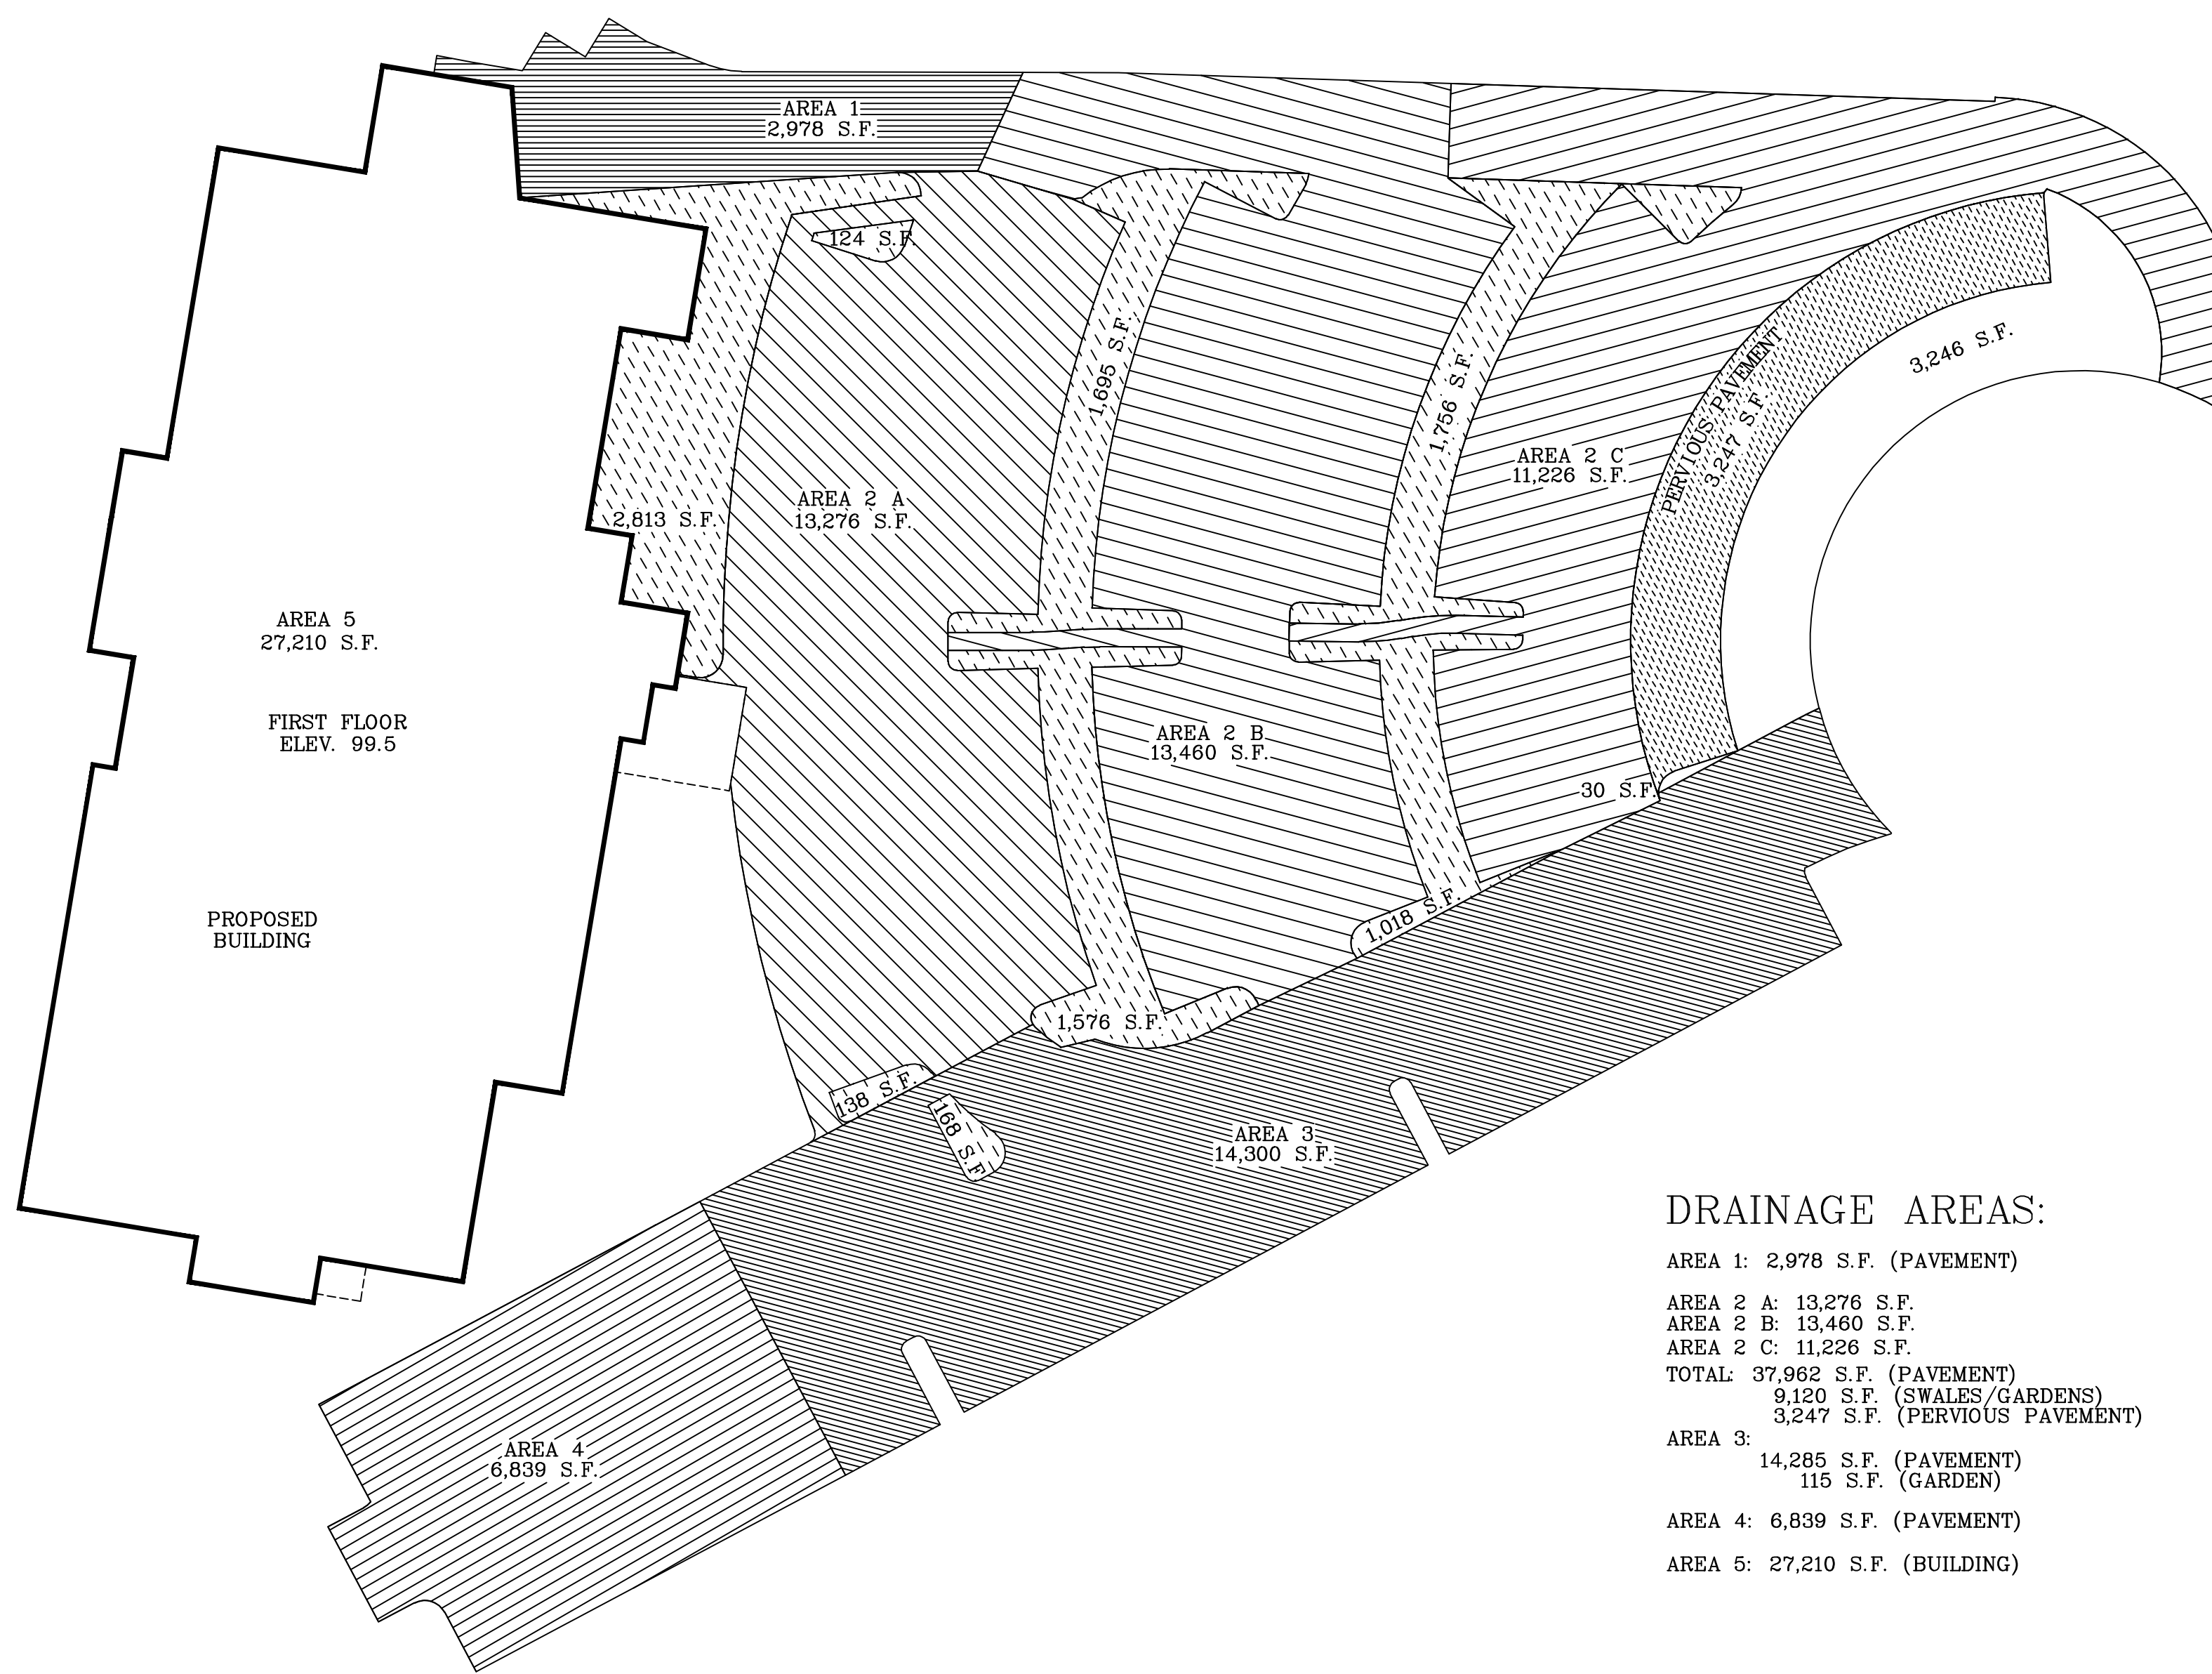 AREA 1
2,978 S.F.
124 S.F.
1,695 S.F.
1,756 S.F.
3,246 S.F.
PERVIOUS PAVEMENT
3,247 S.F.
AREA 2 C
11,226 S.F.
AREA 2 A
13,276 S.F.
2,813 S.F.
AREA 5
27,210 S.F.
FIRST FLOOR
ELEV. 99.5
AREA 2 B
13,460 S.F.
30 S.F.
PROPOSED
BUILDING
1,018 S.F.
1,576 S.F.
138 S.F.
168 S.F.
AREA 3
14,300 S.F.
AREA 4
6,839 S.F.
DRAINAGE AREAS:
AREA 1: 2,978 S.F. (PAVEMENT)
AREA 2 A: 13,276 S.F.
AREA 2 B: 13,460 S.F.
AREA 2 C: 11,226 S.F.
TOTAL: 37,962 S.F. (PAVEMENT)
9,120 S.F. (SWALES/GARDENS)
3,247 S.F. (PERVIOUS PAVEMENT)
AREA 3:
14,285 S.F. (PAVEMENT)
115 S.F. (GARDEN)
AREA 4: 6,839 S.F. (PAVEMENT)
AREA 5: 27,210 S.F. (BUILDING)